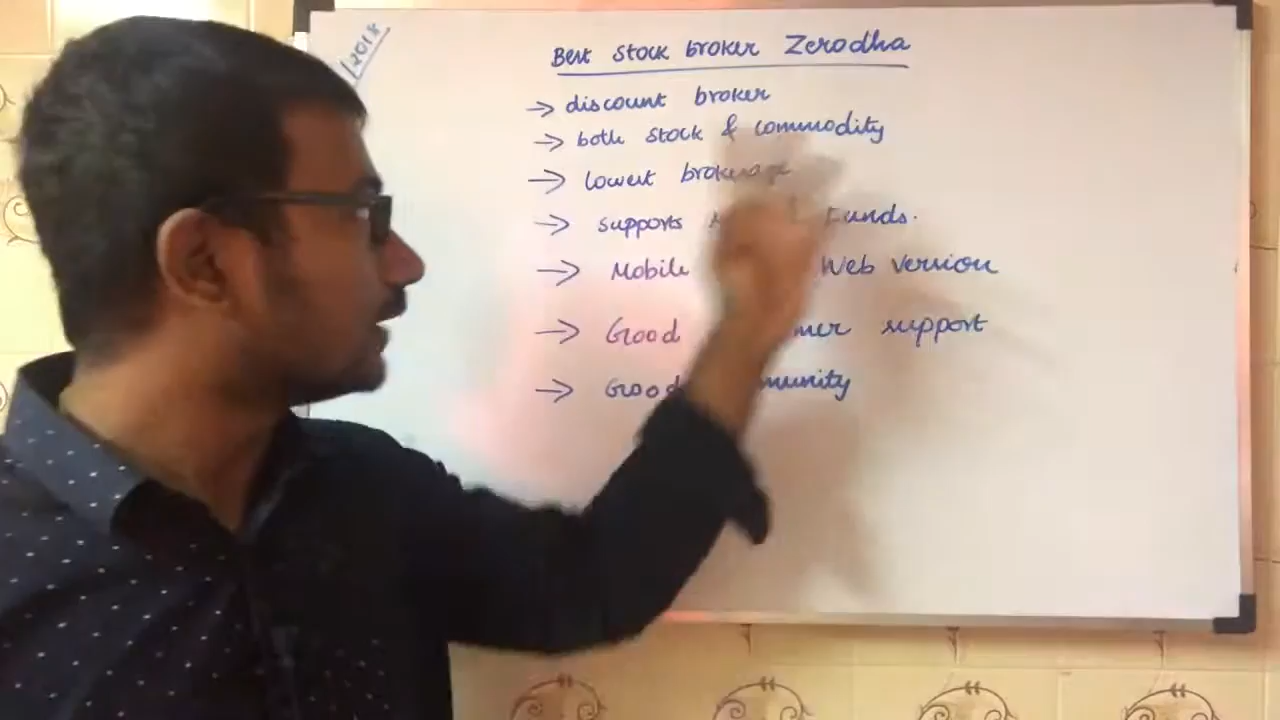 /2018
Best stock broker Zerodha
→ discount broker
→ both stock & commodity
→ lowest brokerage
→ supports Funds.
→ Mobile Web version
→ Good support
→ Good